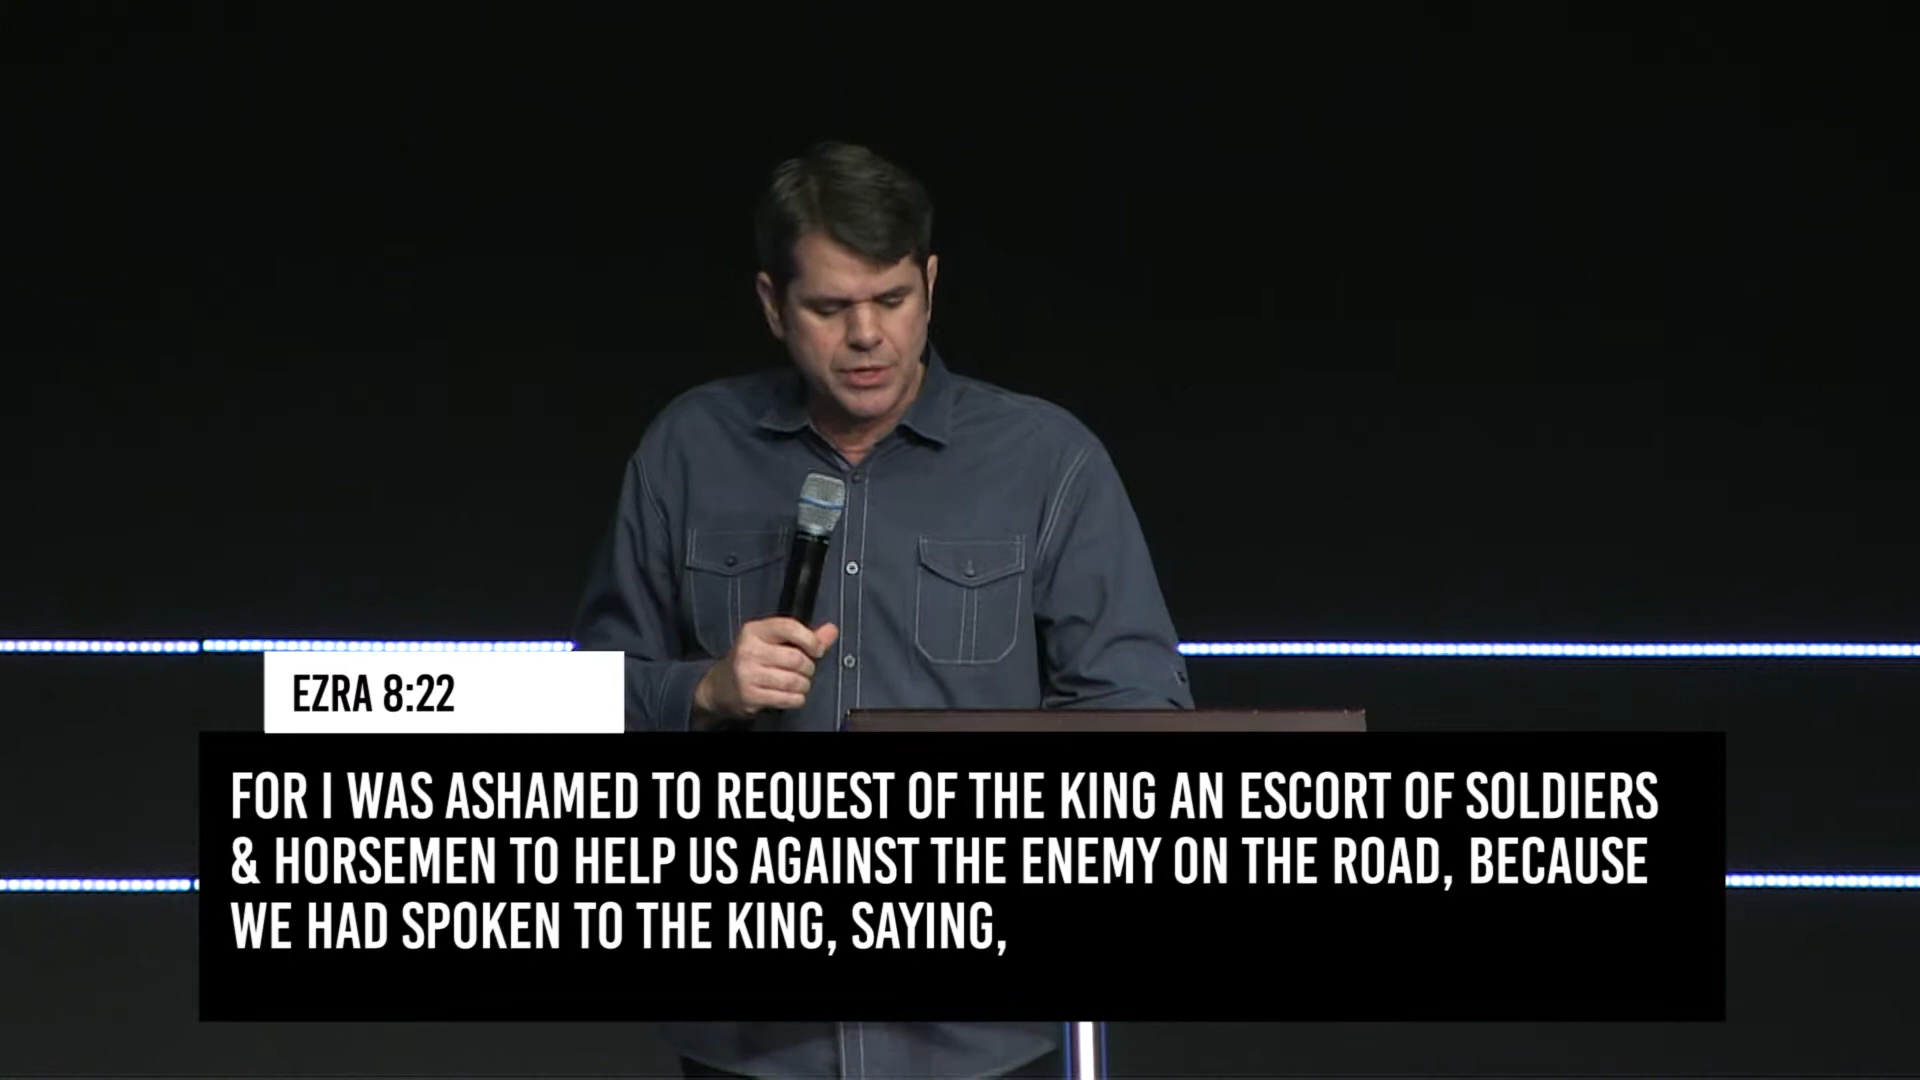 EZRA 8:22
FOR I WAS ASHAMED TO REQUEST OF THE KING AN ESCORT OF SOLDIERS
& HORSEMEN TO HELP US AGAINST THE ENEMY ON THE ROAD, BECAUSE
WE HAD SPOKEN TO THE KING, SAYING,